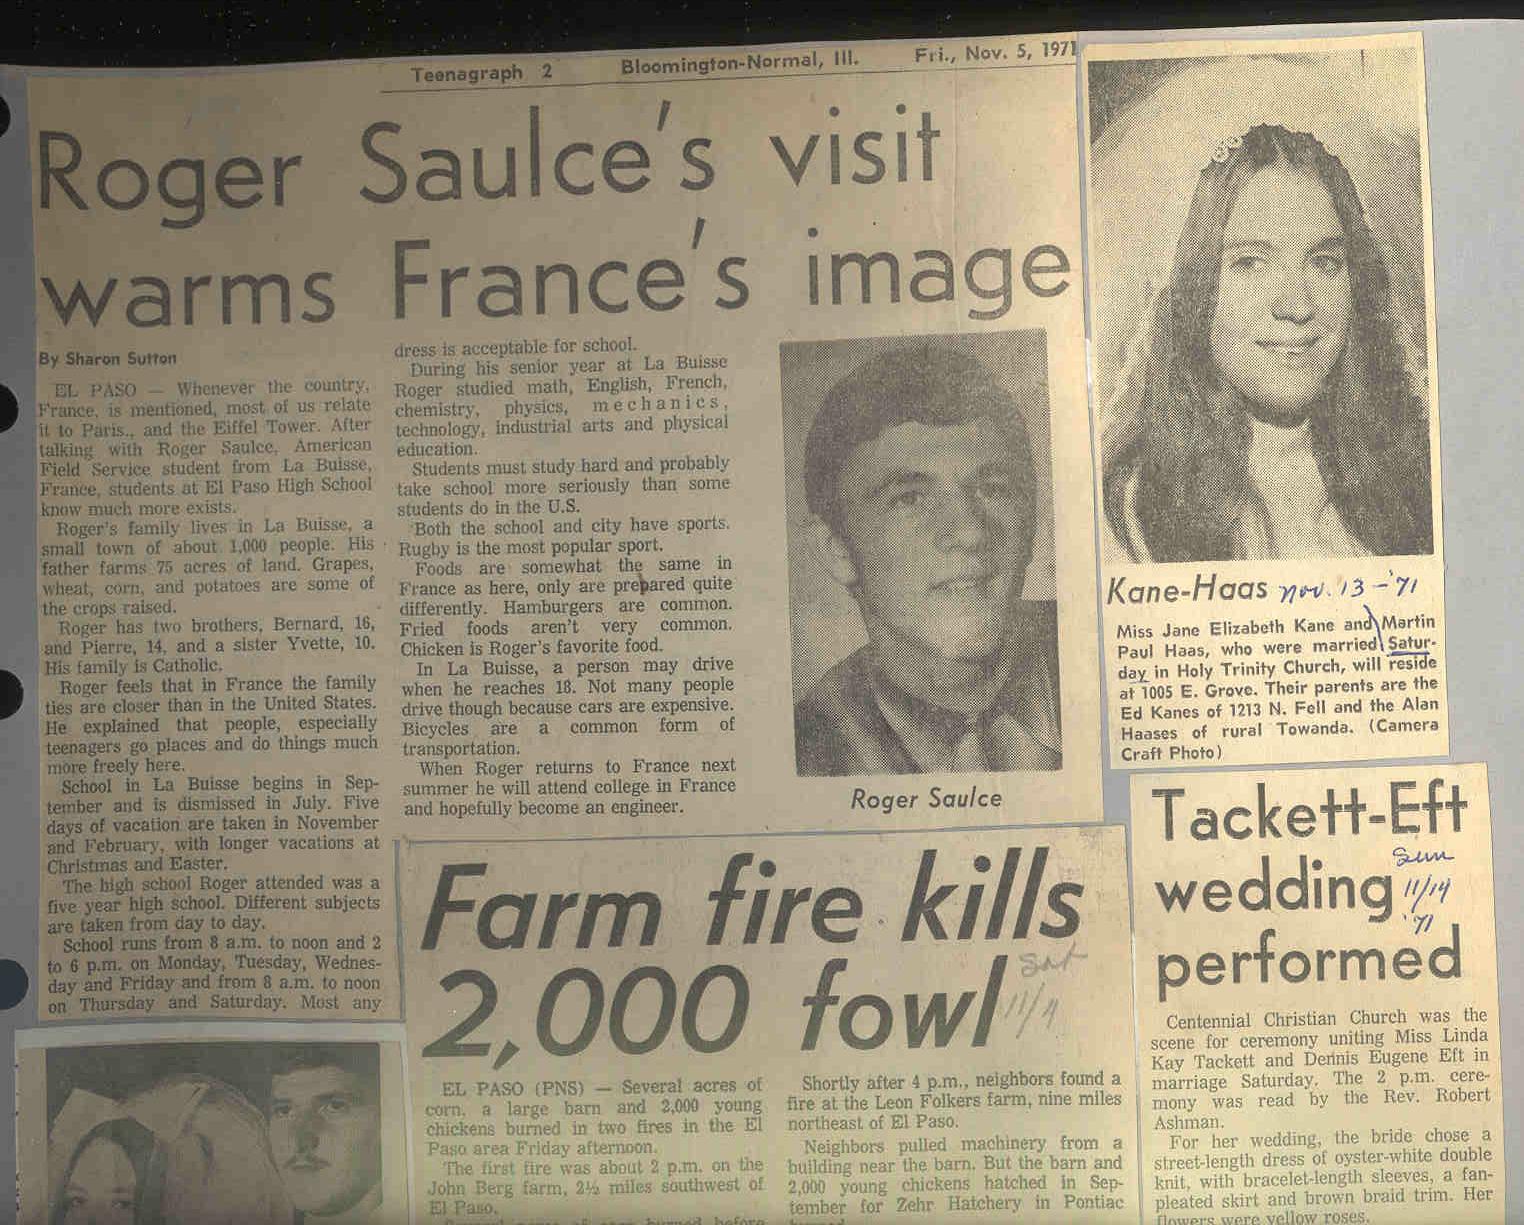 Teenagraph 2 Bloomington-Normal, Ill. Fri., Nov. 5, 1971
Roger Saulce's visit
warms France's image
By Sharon Sutton
EL PASO — Whenever the country,
France, is mentioned, most of us relate
it to Paris., and the Eiffel Tower. After
talking with Roger Saulce, American
Field Service student from La Buisse,
France, students at El Paso High School
know much more exists.
Roger's family lives in La Buisse, a
small town of about 1,000 people. His
father farms 75 acres of land. Grapes,
wheat, corn, and potatoes are some of
the crops raised.
Roger has two brothers, Bernard, 16,
and Pierre, 14, and a sister Yvette, 10.
His family is Catholic.
Roger feels that in France the family
ties are closer than in the United States.
He explained that people, especially
teenagers go places and do things much
more freely here.
School in La Buisse begins in Sep-
tember and is dismissed in July. Five
days of vacation are taken in November
and February, with longer vacations at
Christmas and Easter.
The high school Roger attended was a
five year high school. Different subjects
are taken from day to day.
School runs from 8 a.m. to noon and 2
to 6 p.m. on Monday, Tuesday, Wednes-
day and Friday and from 8 a.m. to noon
on Thursday and Saturday. Most any
dress is acceptable for school.
During his senior year at La Buisse
Roger studied math, English, French,
chemistry, physics, mechanics,
technology, industrial arts and physical
education.
Students must study hard and probably
take school more seriously than some
students do in the U.S.
Both the school and city have sports.
Rugby is the most popular sport.
Foods are somewhat the same in
France as here, only are prepared quite
differently. Hamburgers are common.
Fried foods aren't very common.
Chicken is Roger's favorite food.
In La Buisse, a person may drive
when he reaches 18. Not many people
drive though because cars are expensive.
Bicycles are a common form of
transportation.
When Roger returns to France next
summer he will attend college in France
and hopefully become an engineer.
Roger Saulce
Kane-Haas Nov. 13-'71
Miss Jane Elizabeth Kane and Martin
Paul Haas, who were married Satur-
day in Holy Trinity Church, will reside
at 1005 E. Grove. Their parents are the
Ed Kanes of 1213 N. Fell and the Alan
Haases of rural Towanda. (Camera
Craft Photo)
Farm fire kills
2,000 fowl
Sat
EL PASO (PNS) — Several acres of
corn, a large barn and 2,000 young
chickens burned in two fires in the El
Paso area Friday afternoon.
The first fire was about 2 p.m. on the
John Berg farm, 2½ miles southwest of
El Paso.
Shortly after 4 p.m., neighbors found a
fire at the Leon Folkers farm, nine miles
northeast of El Paso.
Neighbors pulled machinery from a
building near the barn. But the barn and
2,000 young chickens hatched in Sep-
tember for Zehr Hatchery in Pontiac
Tackett-Eft
wedding
performed
Sun
11/14
'71
Centennial Christian Church was the
scene for ceremony uniting Miss Linda
Kay Tackett and Dennis Eugene Eft in
marriage Saturday. The 2 p.m. cere-
mony was read by the Rev. Robert
Ashman.
For her wedding, the bride chose a
street-length dress of oyster-white double
knit, with bracelet-length sleeves, a fan-
pleated skirt and brown braid trim. Her
flowers were yellow roses.